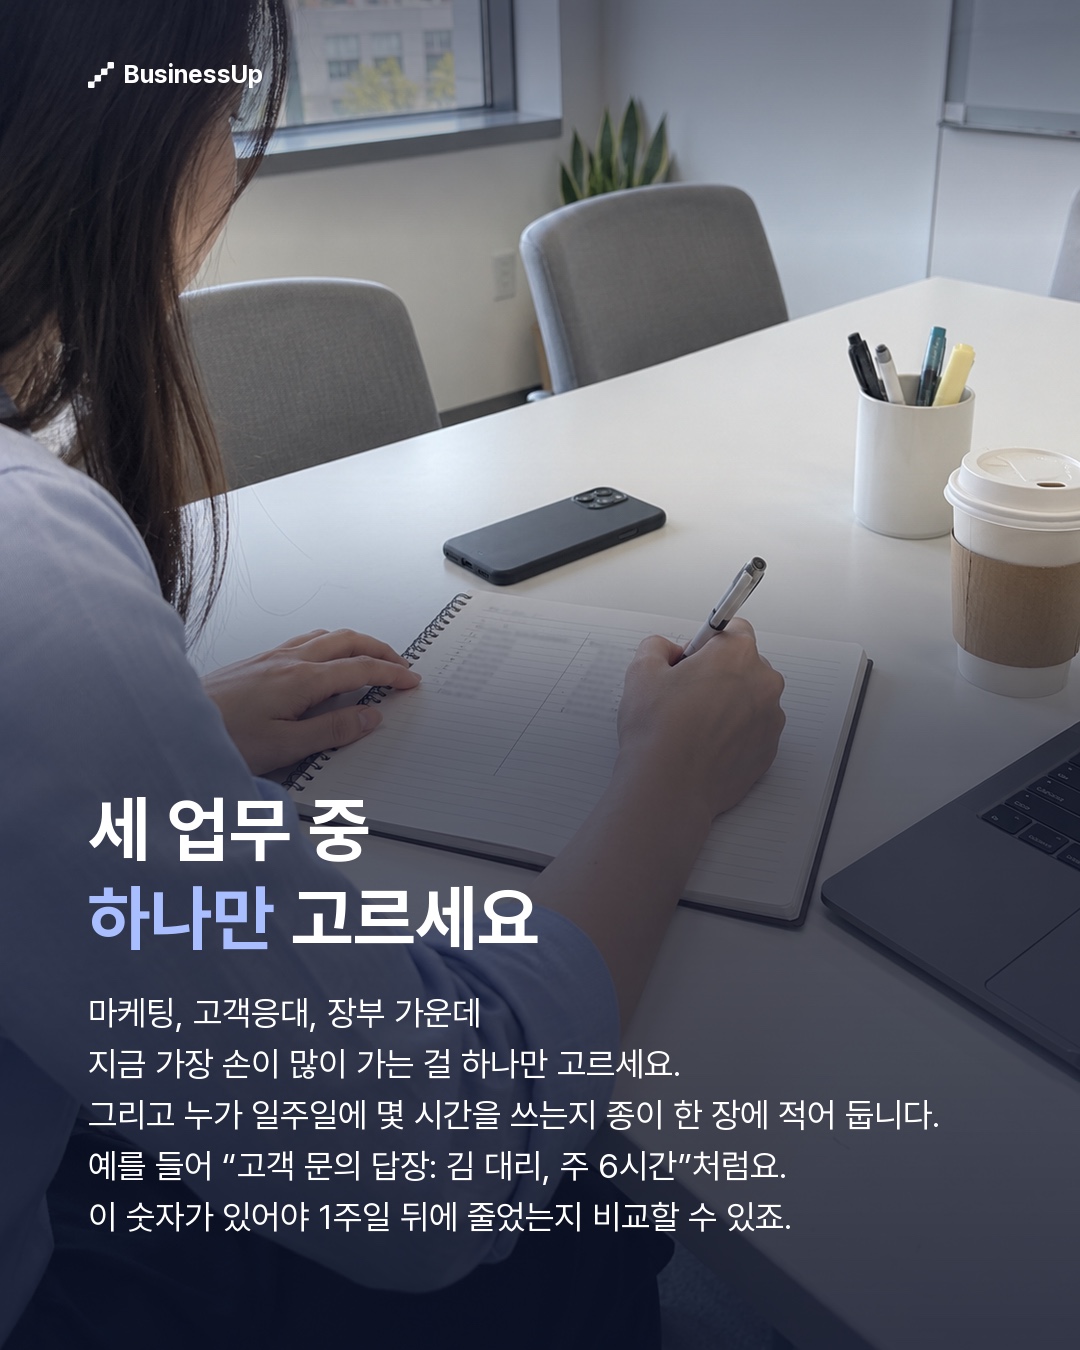 BusinessUp
세 업무 중
하나만 고르세요
마케팅, 고객응대, 장부 가운데
지금 가장 손이 많이 가는 걸 하나만 고르세요.
그리고 누가 일주일에 몇 시간을 쓰는지 종이 한 장에 적어 둡니다.
예를 들어 “고객 문의 답장: 김 대리, 주 6시간”처럼요.
이 숫자가 있어야 1주일 뒤에 줄었는지 비교할 수 있죠.